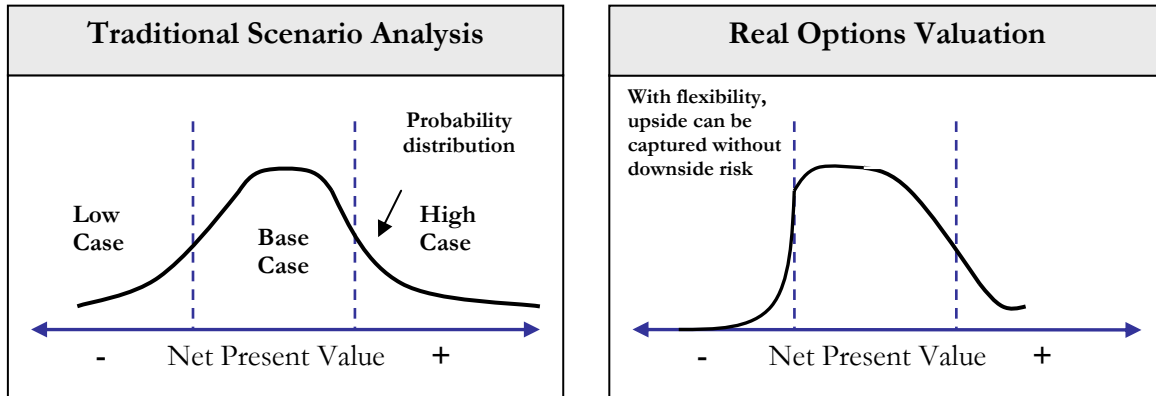 Traditional Scenario Analysis
Probability
distribution
Low
Case
Base
Case
High
Case
- Net Present Value +
Real Options Valuation
With flexibility,
upside can be
captured without
downside risk
- Net Present Value +